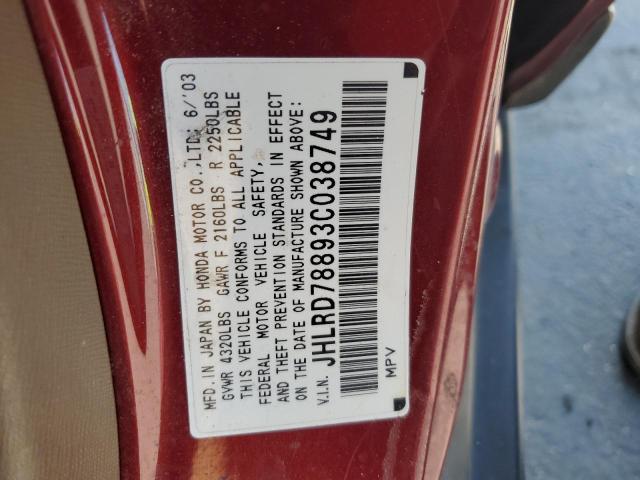 MFD. IN JAPAN BY HONDA MOTOR CO.,LTD; 6/'03
GVWR 4320LBS GAWR F 2160LBS R 2250LBS
THIS VEHICLE CONFORMS TO ALL APPLICABLE
FEDERAL MOTOR VEHICLE SAFETY,
AND THEFT PREVENTION STANDARDS IN EFFECT
ON THE DATE OF MANUFACTURE SHOWN ABOVE:
V.I.N. JHLRD78893C038749
MPV